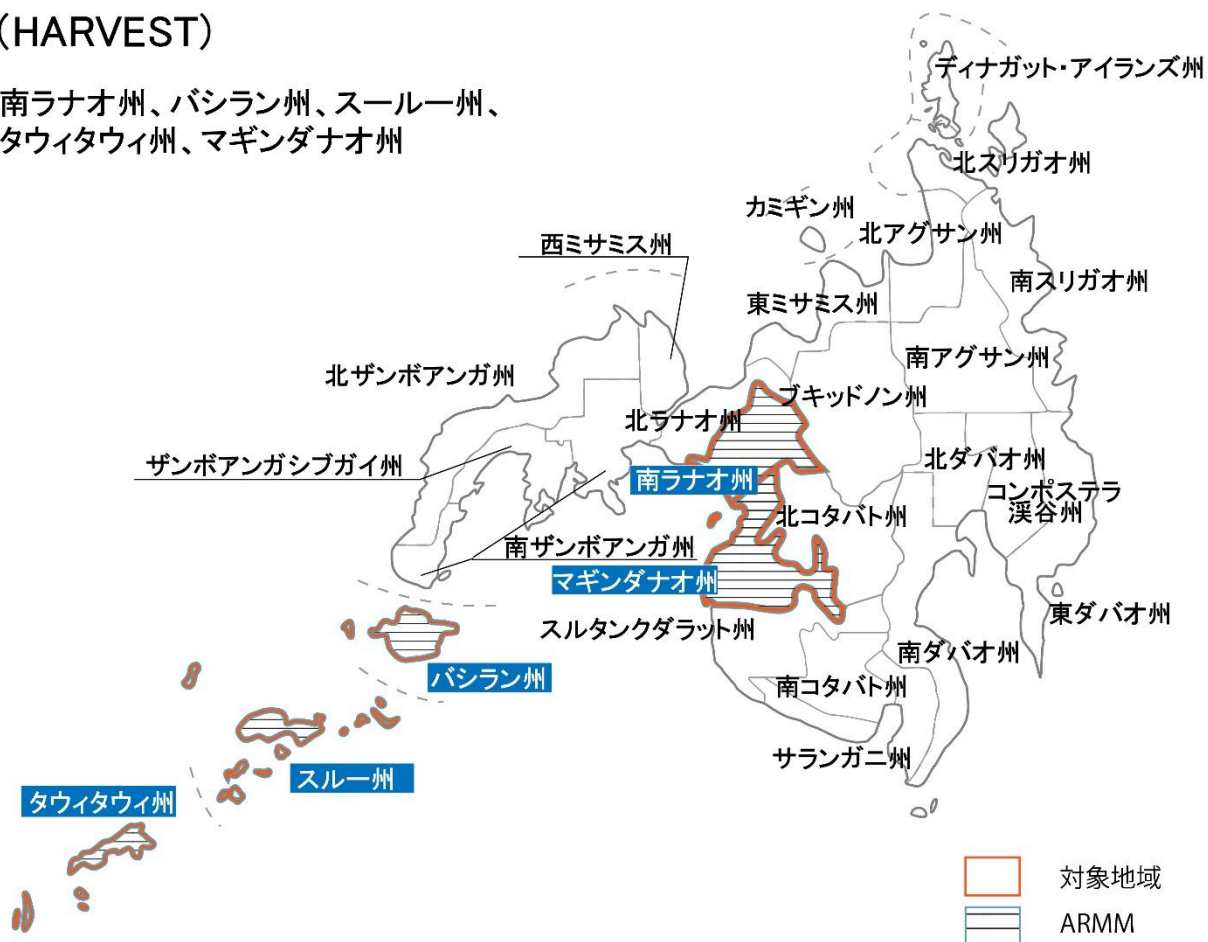 (HARVEST)
南ラナオ州、バシラン州、スールー州、
タウィタウィ州、マギンダナオ州
ディナガット・アイランズ州
北スリガオ州
カミギン州
北アグサン州
西ミサミス州
南スリガオ州
東ミサミス州
南アグサン州
北ザンボアンガ州
ブキッドノン州
北ラナオ州
ザンボアンガシブガイ州
北ダバオ州
南ラナオ州
コンポステラ
渓谷州
北コタバト州
南ザンボアンガ州
マギンダナオ州
東ダバオ州
スルタンクダラット州
南ダバオ州
バシラン州
南コタバト州
サランガニ州
スルー州
タウィタウィ州
対象地域
ARMM